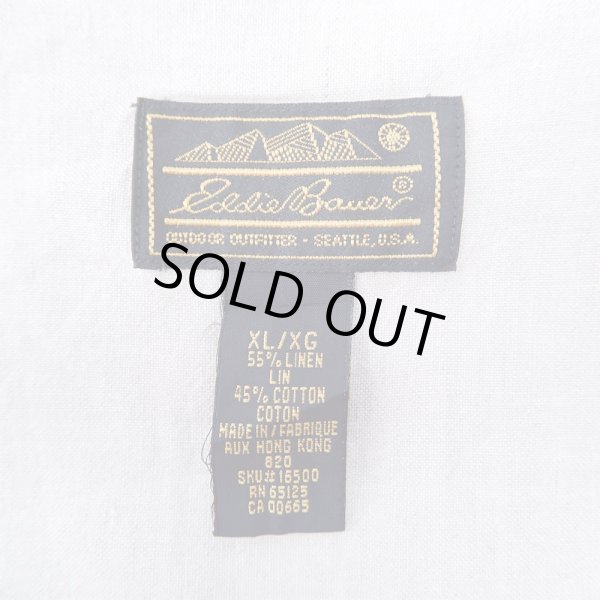 Eddie Bauer®
OUTDOOR OUTFITTER - SEATTLE, U.S.A.
SOLD OUT
XL/XG
55% LINEN
LIN
45% COTTON
COTON
MADE IN/FABRIQUE
AUX HONG KONG
820
SKU# 16500
RN 65125
CA 00665